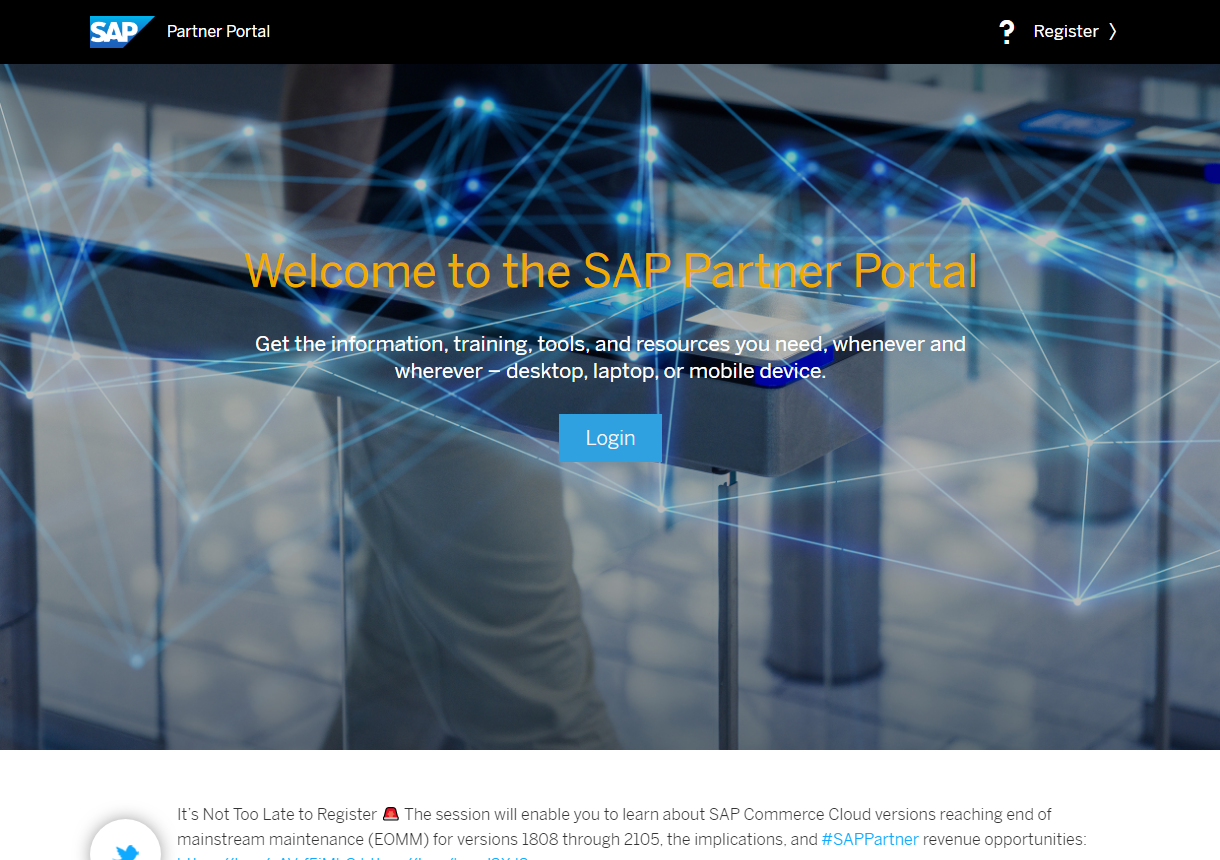 SAP Partner Portal
? Register 〉
Welcome to the SAP Partner Portal
Get the information, training, tools, and resources you need, whenever and
wherever – desktop, laptop, or mobile device.
Login
It's Not Too Late to Register 🚨 The session will enable you to learn about SAP Commerce Cloud versions reaching end of
mainstream maintenance (EOMM) for versions 1808 through 2105, the implications, and #SAPPartner revenue opportunities: